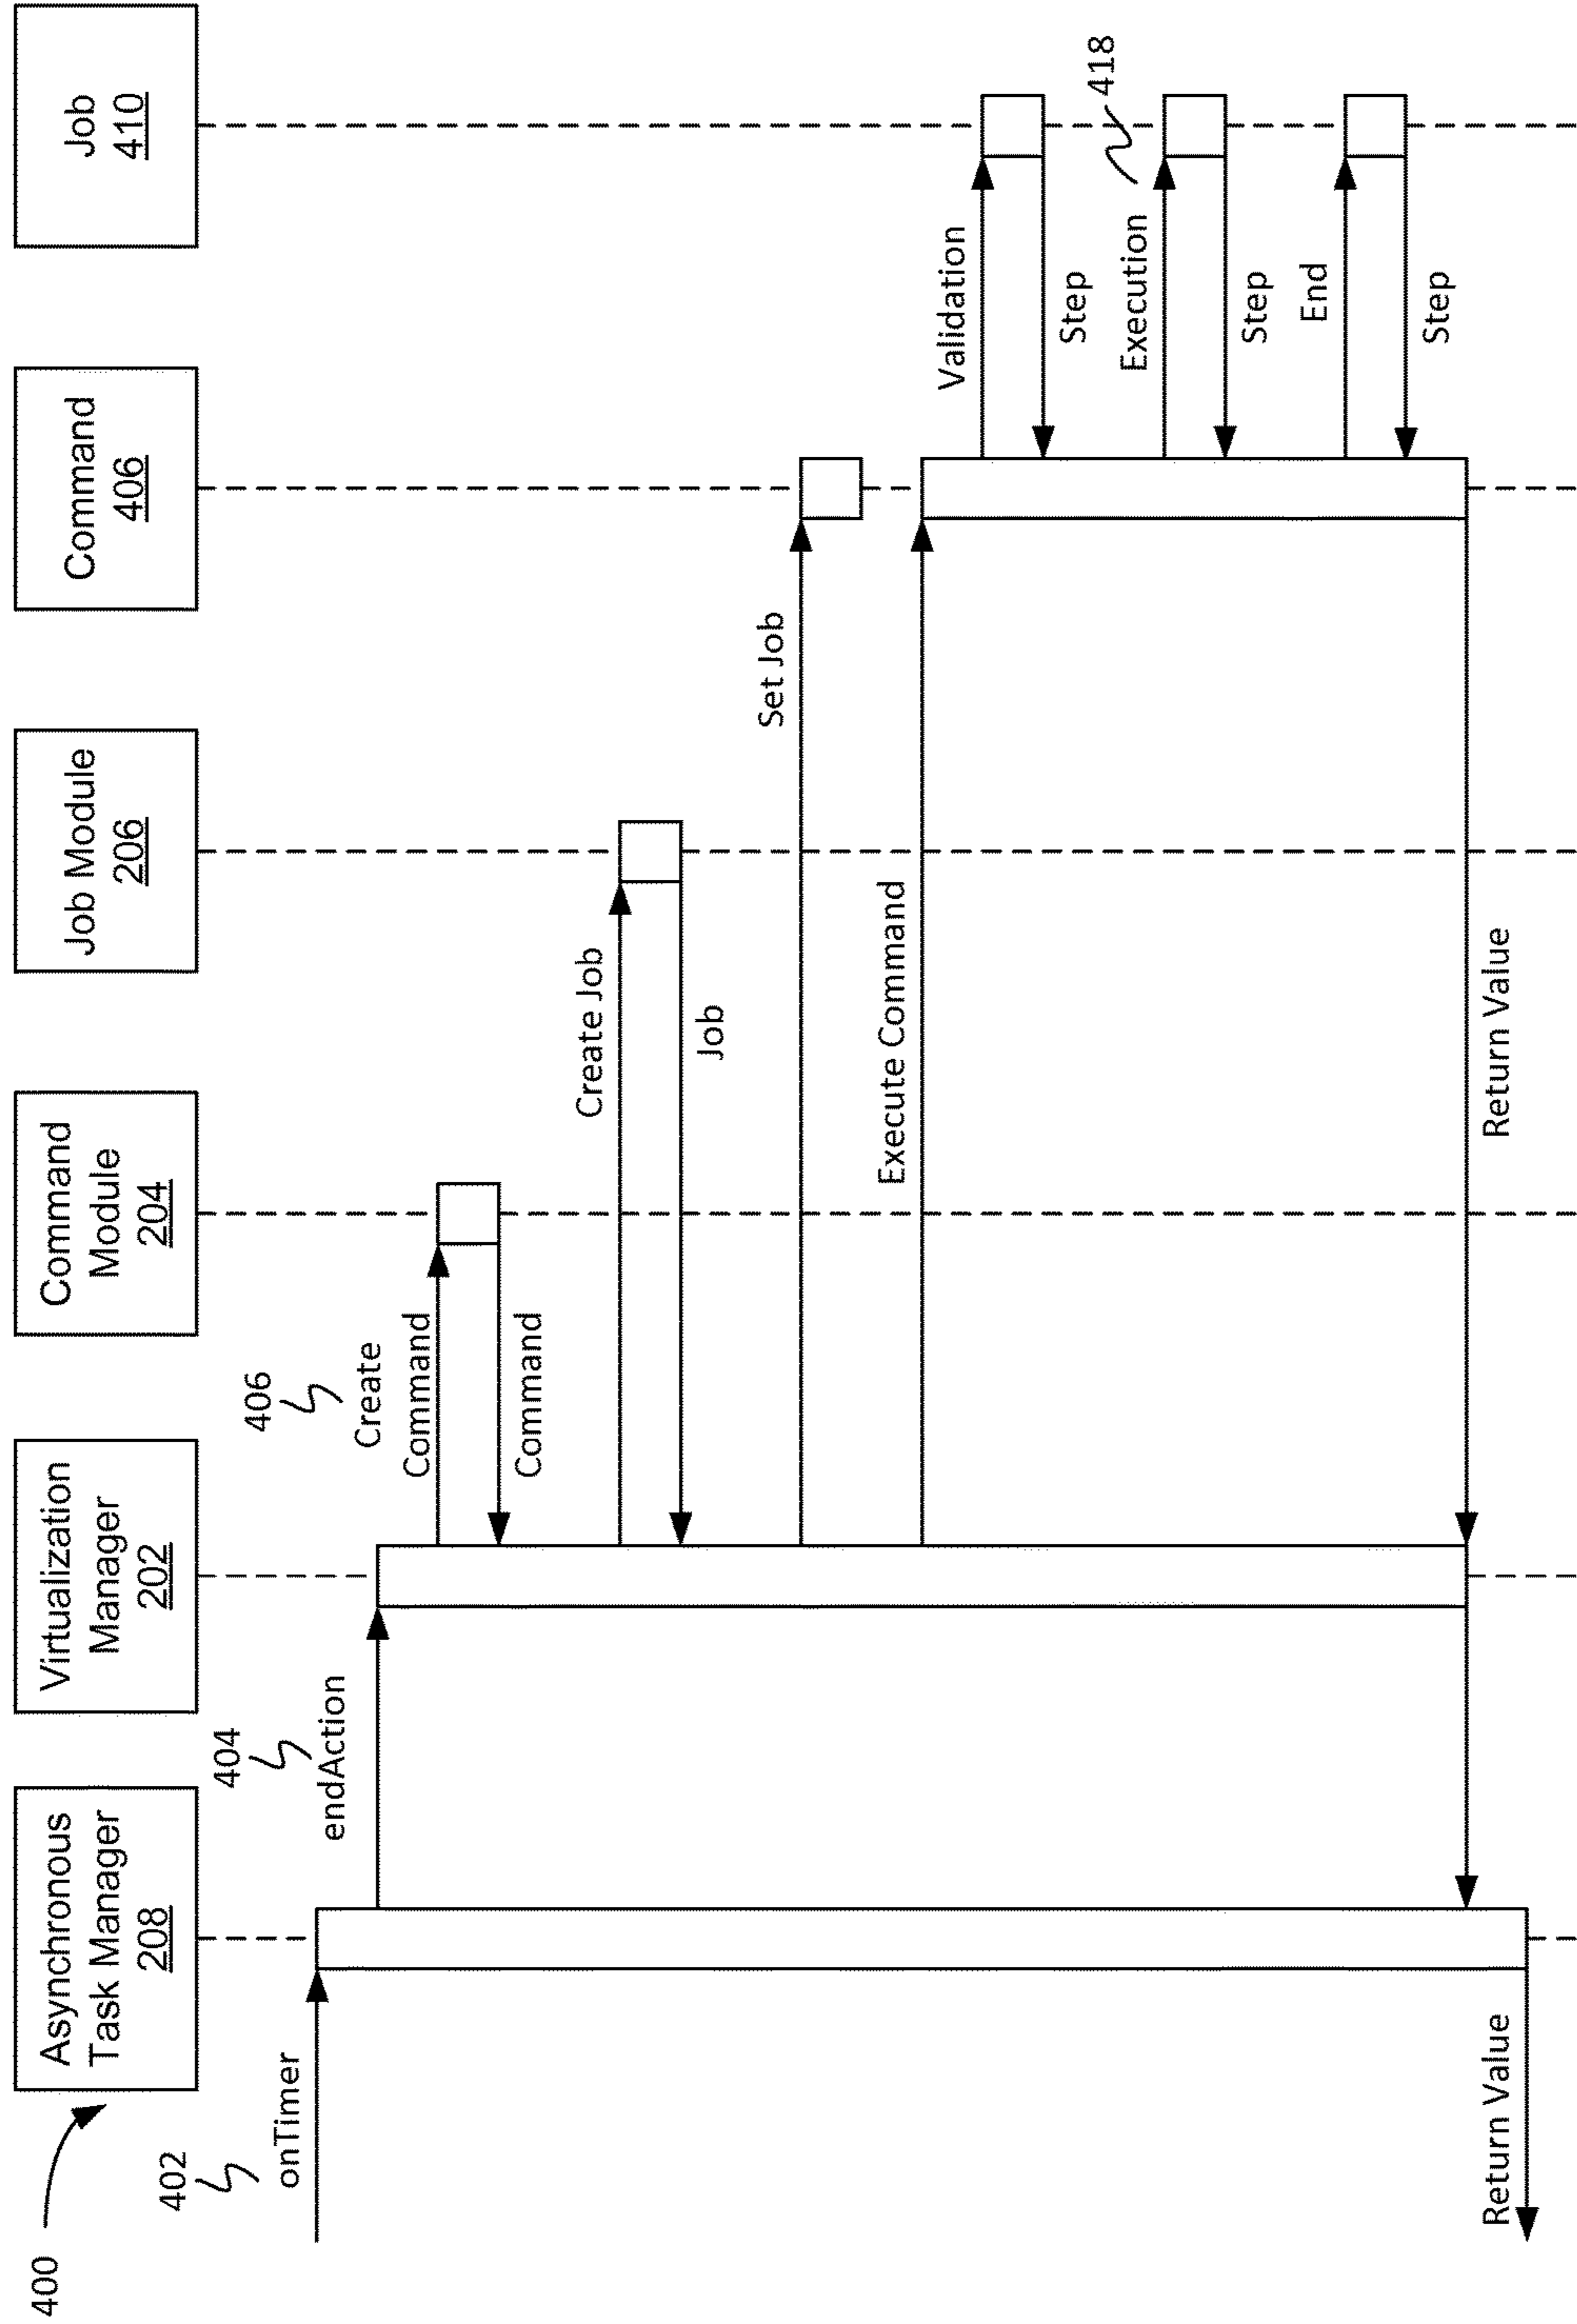 400
Asynchronous
Task Manager
208
Virtualization
Manager
202
Command
Module
204
Job Module
206
Command
406
Job
410
402
onTimer
404
endAction
406
Create
Command
Command
Create Job
Job
Set Job
Execute Command
Validation
Step
418
Execution
Step
End
Step
Return Value
Return Value